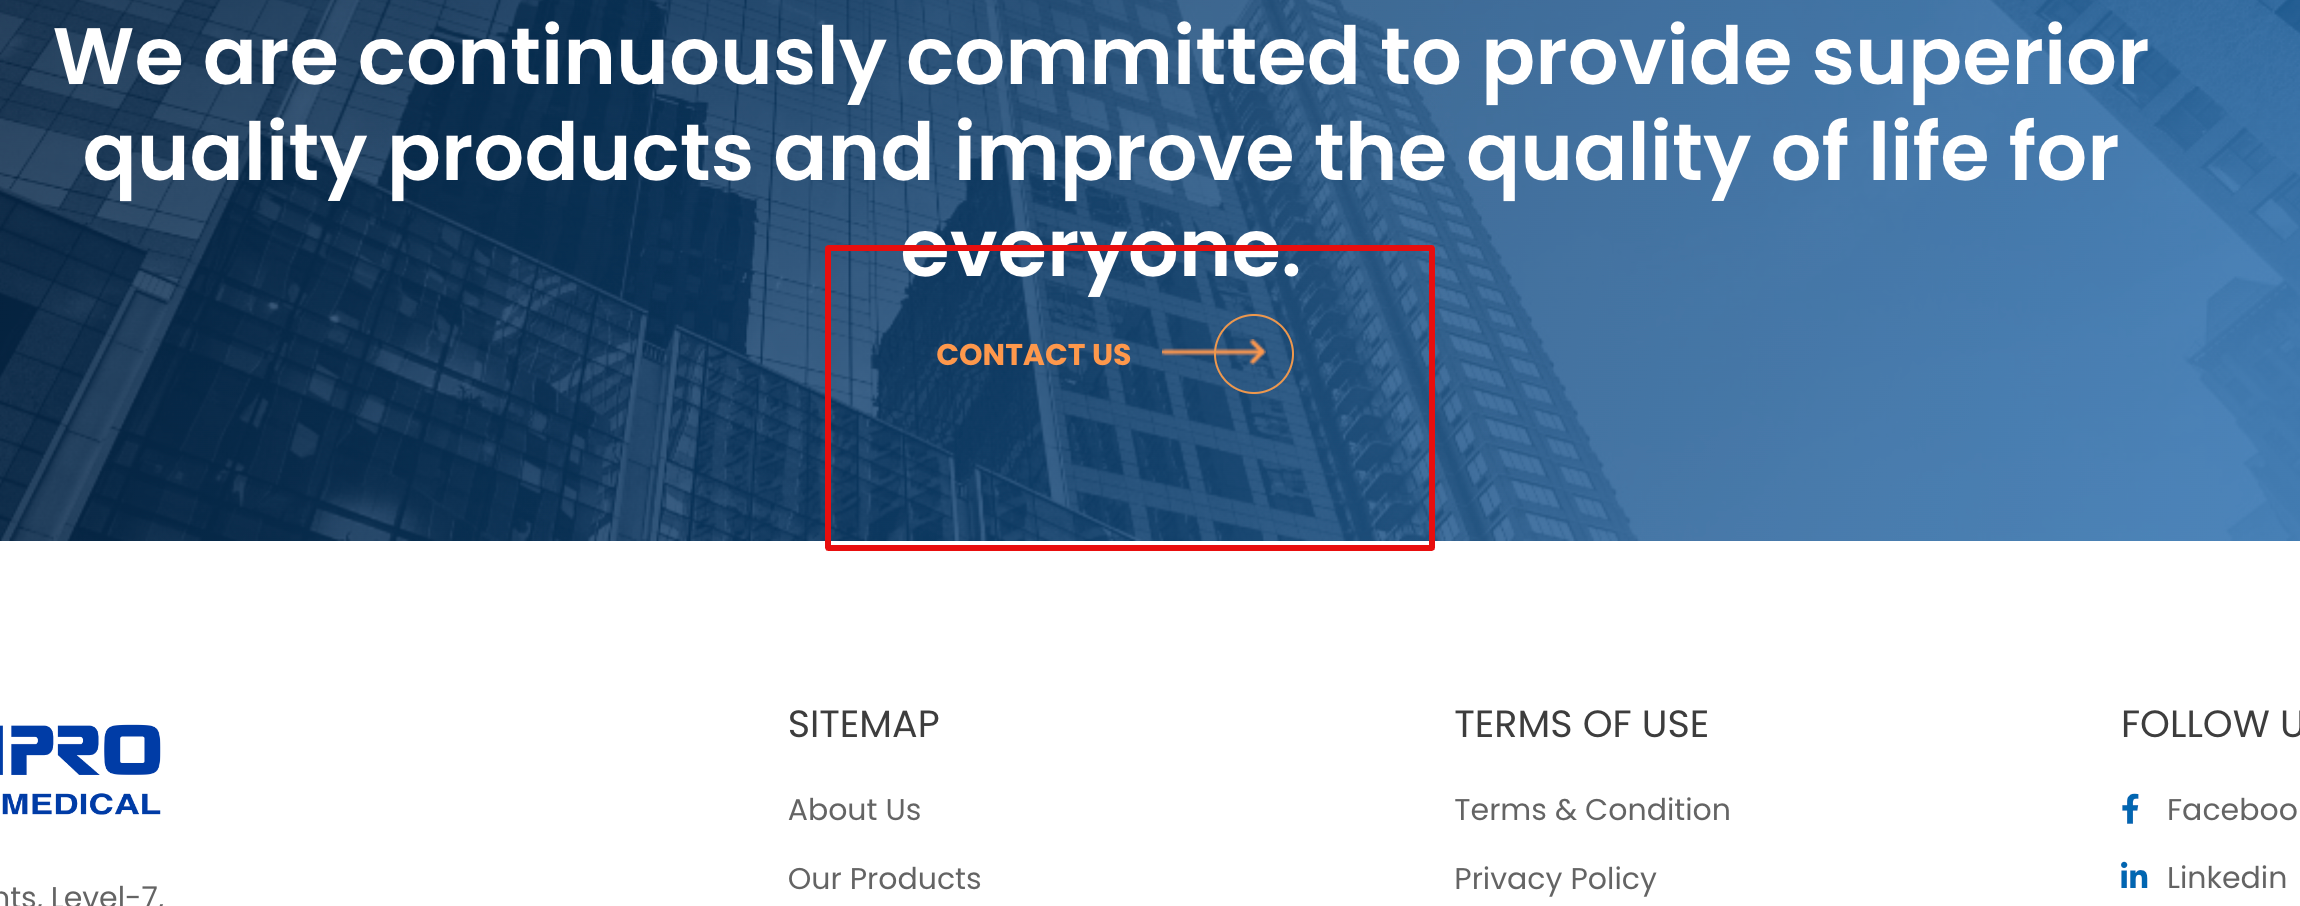 We are continuously committed to provide superior
quality products and improve the quality of life for
everyone.
CONTACT US
PRO
MEDICAL
SITEMAP
About Us
Our Products
TERMS OF USE
Terms & Condition
Privacy Policy
FOLLOW U
Faceboo
Linkedin
nts, Level-7,